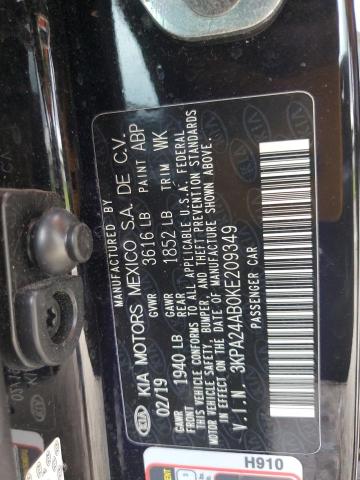 MANUFACTURED BY
KIA KIA MOTORS MEXICO S.A. DE C.V.
02/19 GVWR 3616 LB PAINT ABP
GAWR FRONT 1940 LB GAWR REAR 1852 LB TRIM WK
THIS VEHICLE CONFORMS TO ALL APPLICABLE U.S.A. FEDERAL
MOTOR VEHICLE SAFETY, BUMPER, AND THEFT PREVENTION STANDARDS
IN EFFECT ON THE DATE OF MANUFACTURE SHOWN ABOVE.
V.I.N. 3KPA24AB0KE209349
PASSENGER CAR
H910